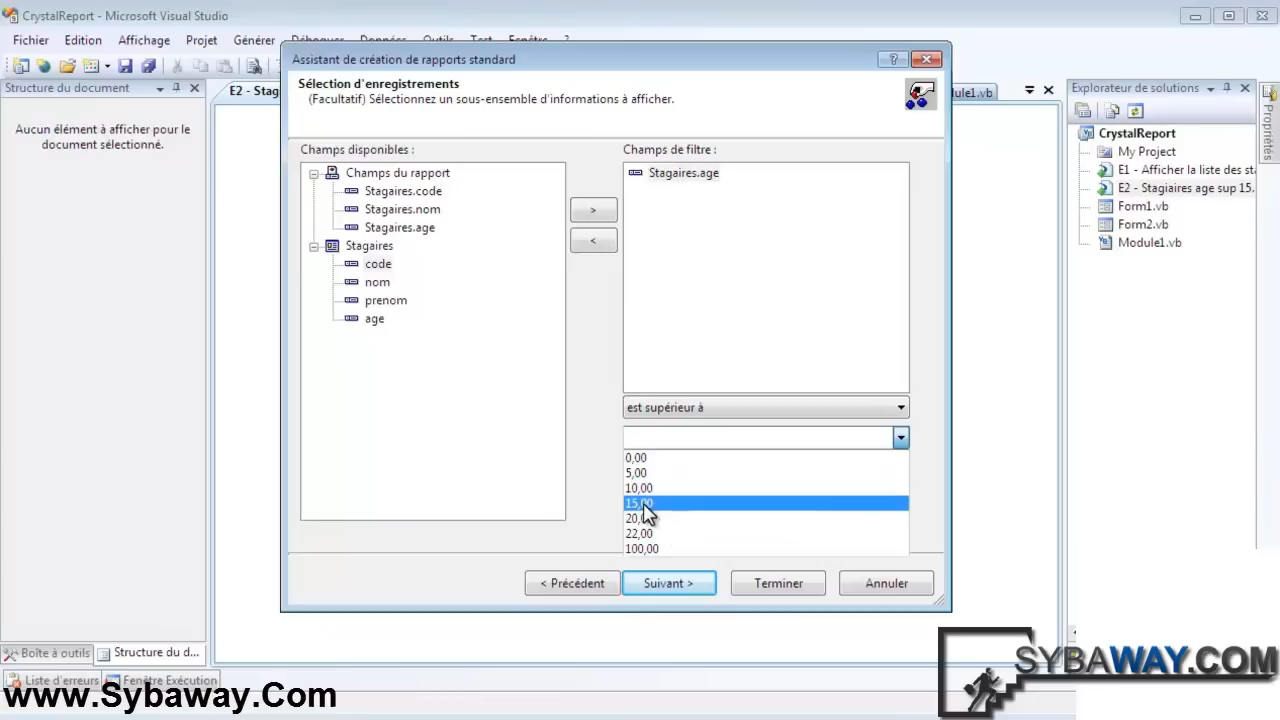 CrystalReport - Microsoft Visual Studio
Fichier Edition Affichage Projet Générer Déboguer Données Outils Test Fenêtre ?
Structure du document
Aucun élément à afficher pour le
document sélectionné.
E2 - Stag
dule1.vb
Assistant de création de rapports standard
Sélection d'enregistrements
(Facultatif) Sélectionnez un sous-ensemble d'informations à afficher.
Champs disponibles :
Champs du rapport
Stagaires.code
Stagaires.nom
Stagaires.age
Stagaires
code
nom
prenom
age
>
<
Champs de filtre :
Stagaires.age
est supérieur à
0,00
5,00
10,00
15,00
20,00
22,00
100,00
< Précédent
Suivant >
Terminer
Annuler
Explorateur de solutions
CrystalReport
My Project
E1 - Afficher la liste des sta
E2 - Stagiaires age sup 15.
Form1.vb
Form2.vb
Module1.vb
Propriétés
Boîte à outils
Structure du d...
Liste d'erreurs
Fenêtre Exécution
www.Sybaway.Com
SYBAWAY.COM